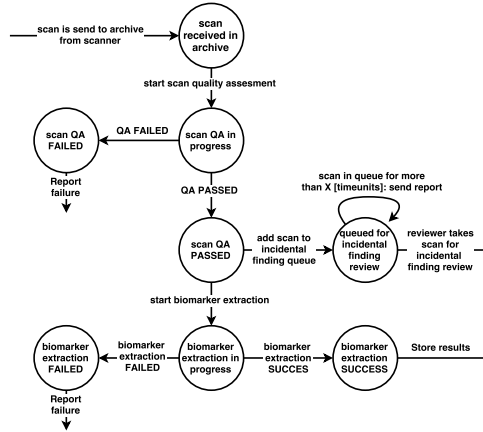 scan is send to archive
from scanner
scan
received in
archive
start scan quality assesment
scan QA
FAILED
QA FAILED
scan QA in
progress
Report
failure
QA PASSED
scan in queue for more
than X [timeunits]: send report
scan QA
PASSED
add scan to
incidental
finding queue
queued for
incidental
finding
review
reviewer takes
scan for
incidental
finding review
start biomarker extraction
biomarker
extraction
FAILED
biomarker
extraction
FAILED
biomarker
extraction in
progress
biomarker
extraction
SUCCES
biomarker
extraction
SUCCESS
Store results
Report
failure